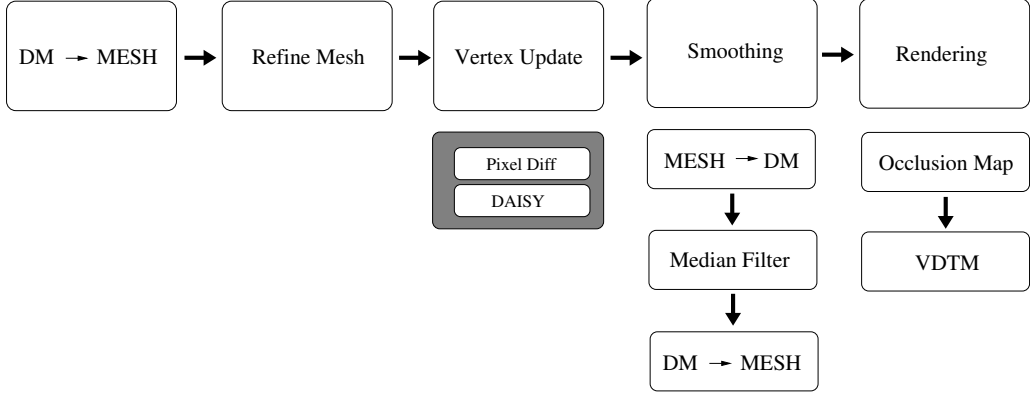 DM → MESH
Refine Mesh
Vertex Update
Smoothing
Rendering
Pixel Diff
DAISY
MESH → DM
Median Filter
DM → MESH
Occlusion Map
VDTM